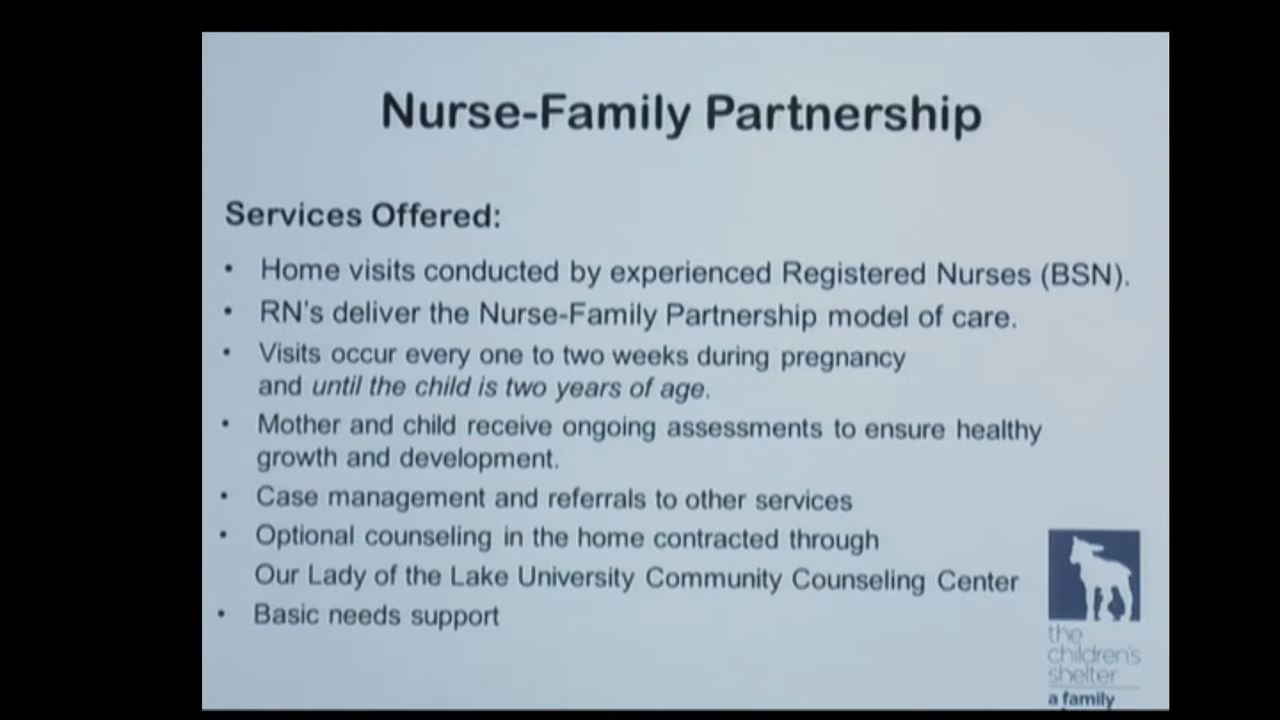 Nurse-Family Partnership
Services Offered:
• Home visits conducted by experienced Registered Nurses (BSN).
• RN's deliver the Nurse-Family Partnership model of care.
• Visits occur every one to two weeks during pregnancy
and until the child is two years of age.
• Mother and child receive ongoing assessments to ensure healthy
growth and development.
• Case management and referrals to other services
• Optional counseling in the home contracted through
Our Lady of the Lake University Community Counseling Center
• Basic needs support
the
children's
shelter
a family